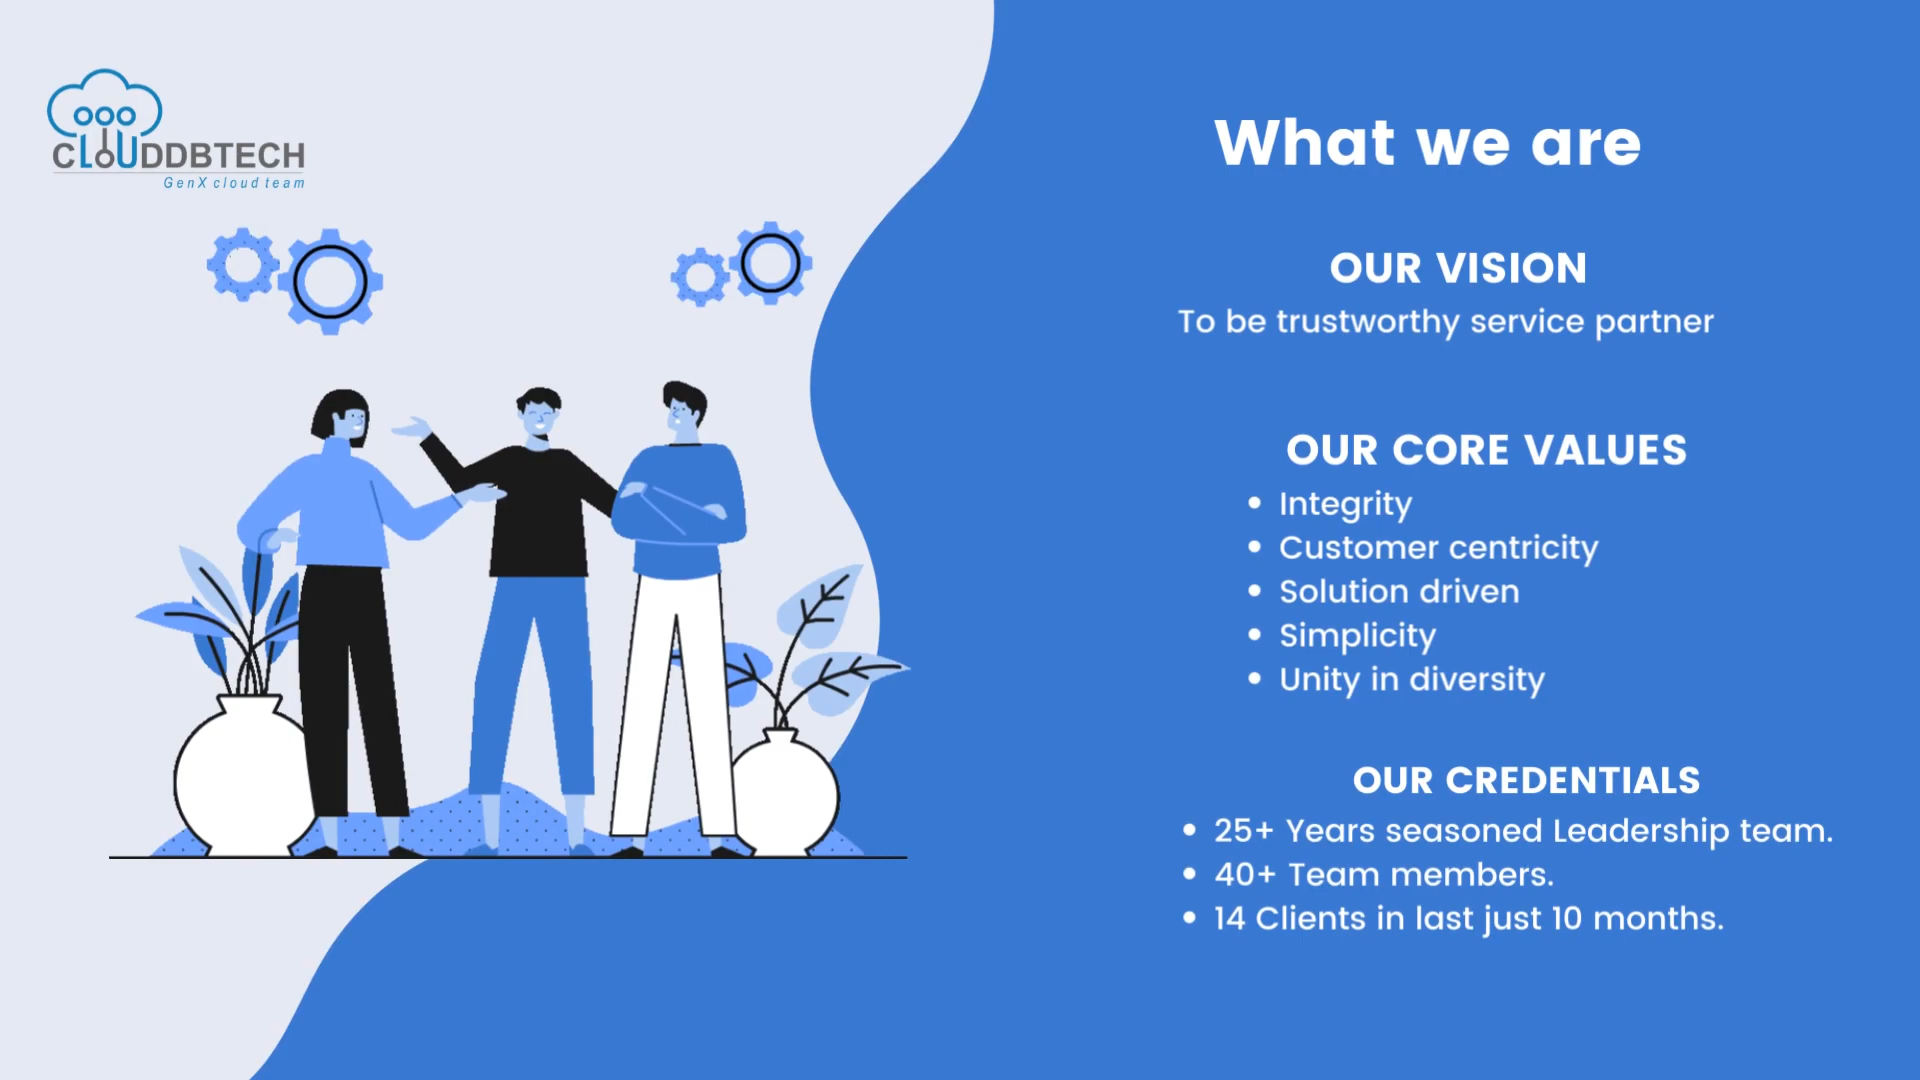 CLOUDDBTECH
GenX cloud team
What we are
OUR VISION
To be trustworthy service partner
OUR CORE VALUES
• Integrity
• Customer centricity
• Solution driven
• Simplicity
• Unity in diversity
OUR CREDENTIALS
• 25+ Years seasoned Leadership team.
• 40+ Team members.
• 14 Clients in last just 10 months.